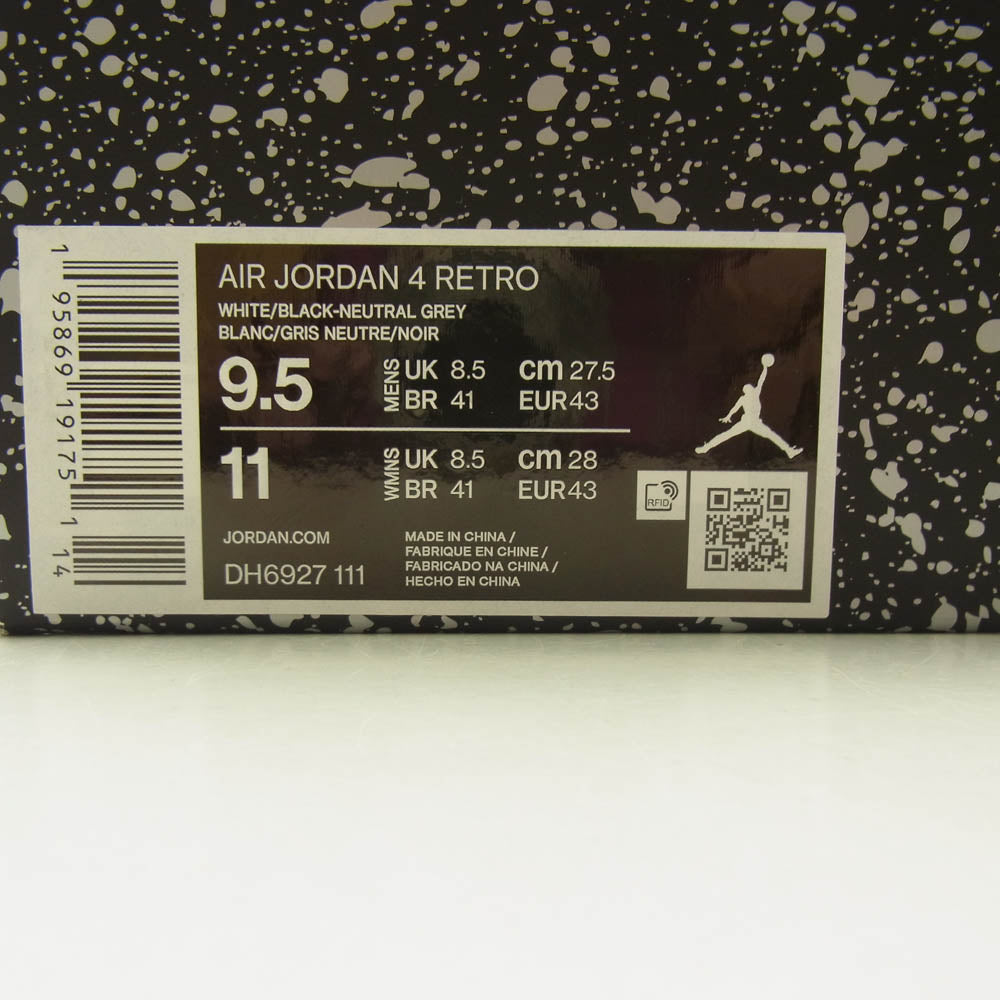 AIR JORDAN 4 RETRO
WHITE/BLACK-NEUTRAL GREY
BLANC/GRIS NEUTRE/NOIR
9.5 MENS UK 8.5 cm 27.5
BR 41 EUR 43
11 WMNS UK 8.5 cm 28
BR 41 EUR 43
RFID
JORDAN.COM
DH6927 111
MADE IN CHINA /
FABRIQUE EN CHINE /
FABRICADO NA CHINA /
HECHO EN CHINA
1 95869 19175 1 14